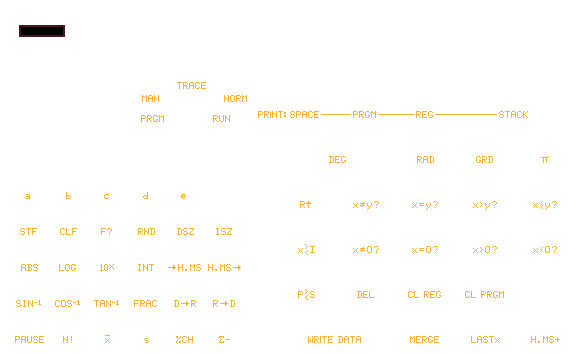 TRACE
MAN NORM
PRGM RUN PRINT: SPACE PRGM REG STACK
DEG RAD GRD π
a b c d e
R↑ x≠y? x=y? x>y? x≤y?
STF CLF F? RND DSZ ISZ
x≷I x≠0? x=0? x>0? x<0?
ABS LOG 10ˣ INT →H.MS H.MS→
P≷S DEL CL REG CL PRGM
SIN⁻¹ COS⁻¹ TAN⁻¹ FRAC D→R R→D
PAUSE N! x̄ s %CH Σ- WRITE DATA MERGE LASTx H.MS+